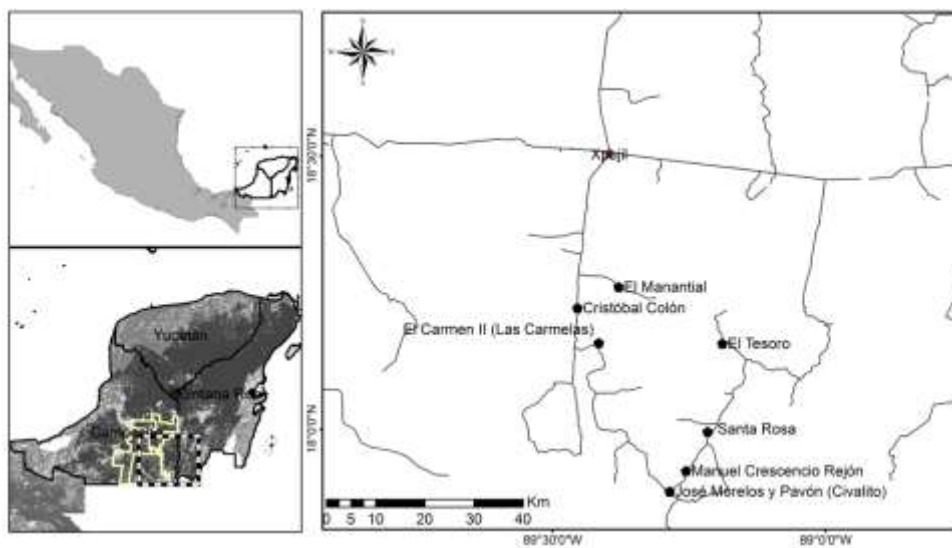 N
Xpujil
18°30'0"N
El Manantial
Cristóbal Colón
El Carmen II (Las Carmelas)
El Tesoro
18°0'0"N
Santa Rosa
Manuel Crescencio Rejón
José Morelos y Pavón (Civalito)
Km
0 5 10 20 30 40
89°30'0"W
89°0'0"W
Yucatán